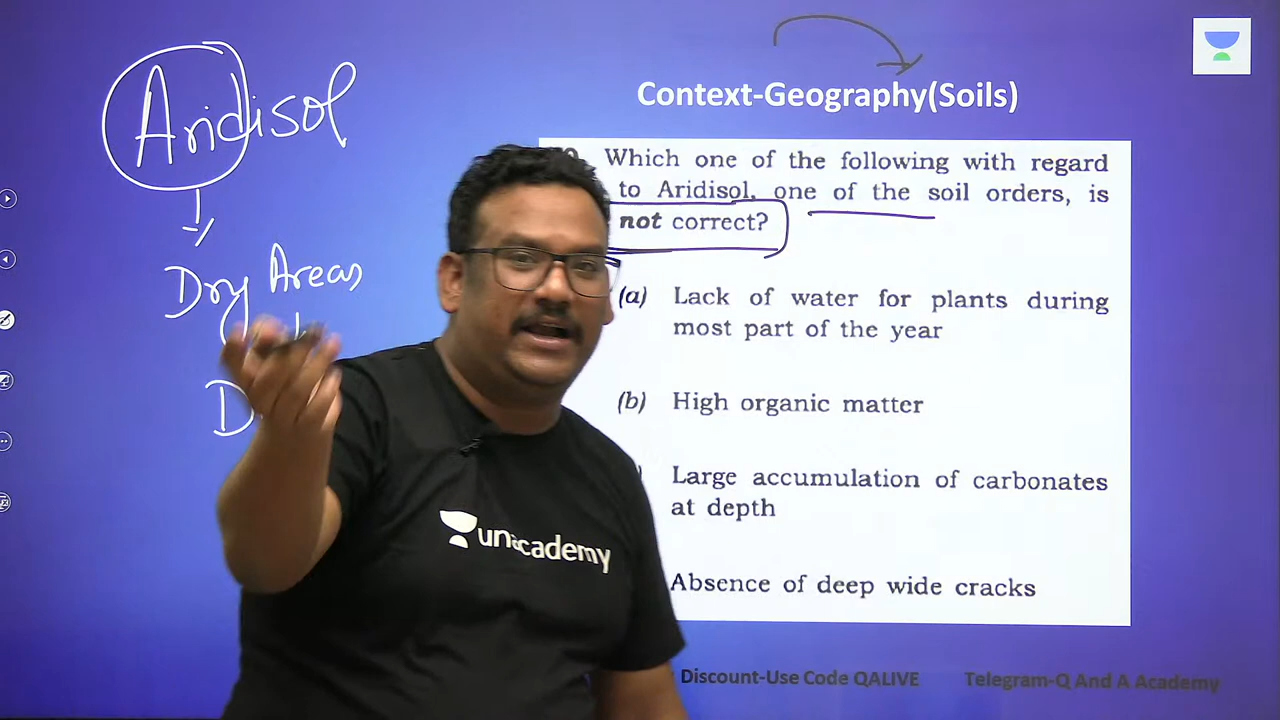 Aridisol
Dry Areas
D
Context-Geography(Soils)
Which one of the following with regard
to Aridisol, one of the soil orders, is
not correct?
(a) Lack of water for plants during
most part of the year
(b) High organic matter
Large accumulation of carbonates
at depth
Absence of deep wide cracks
unacademy
Discount-Use Code QALIVE
Telegram-Q And A Academy